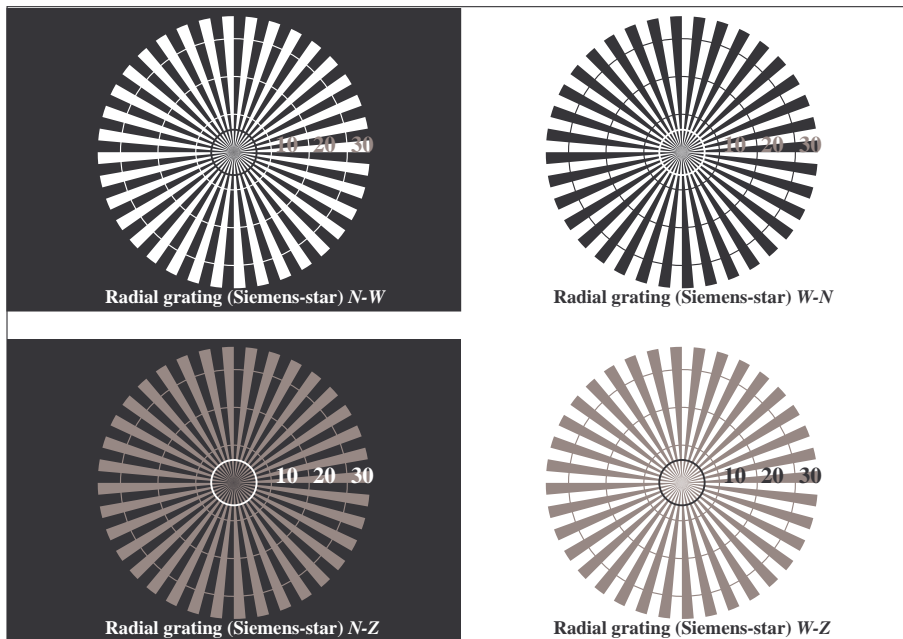 10 20 30
Radial grating (Siemens-star) N-W
10 20 30
Radial grating (Siemens-star) W-N
10 20 30
Radial grating (Siemens-star) N-Z
10 20 30
Radial grating (Siemens-star) W-Z